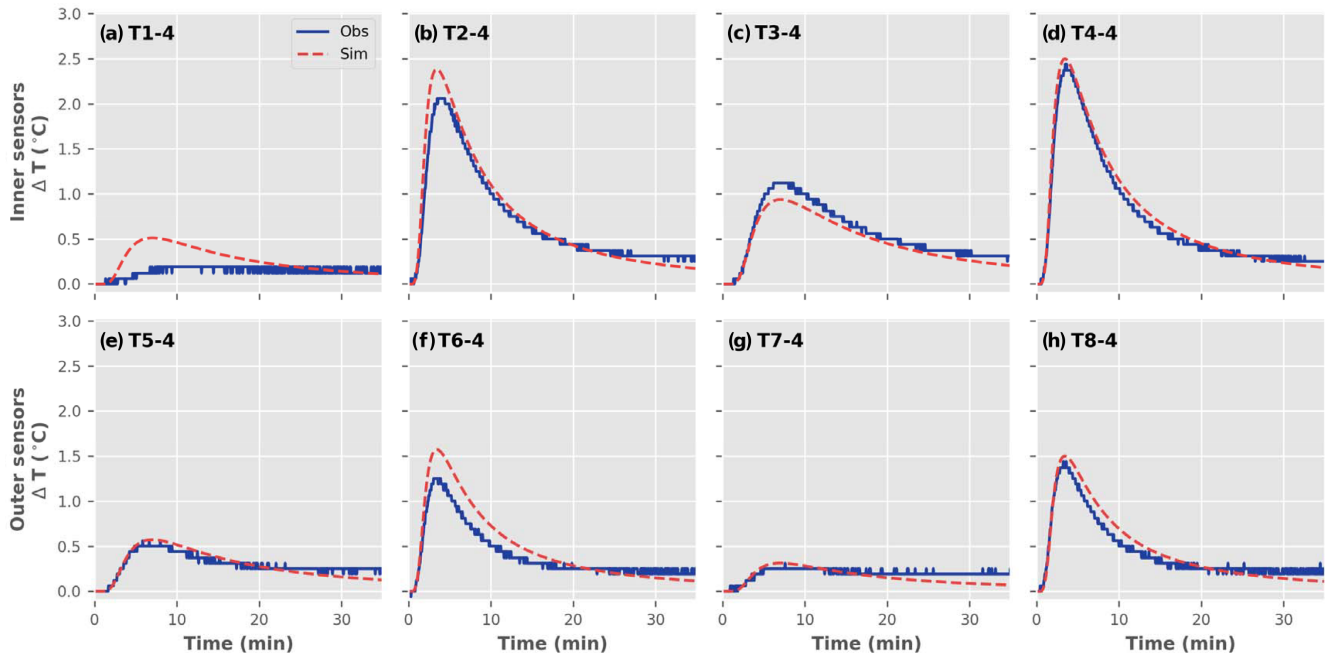 (a) T1-4
Obs
Sim
(b) T2-4
(c) T3-4
(d) T4-4
3.0
2.5
2.0
1.5
1.0
0.5
0.0
Inner sensors
Δ T (°C)
(e) T5-4
(f) T6-4
(g) T7-4
(h) T8-4
3.0
2.5
2.0
1.5
1.0
0.5
0.0
Outer sensors
Δ T (°C)
0 10 20 30
0 10 20 30
0 10 20 30
0 10 20 30
Time (min)
Time (min)
Time (min)
Time (min)